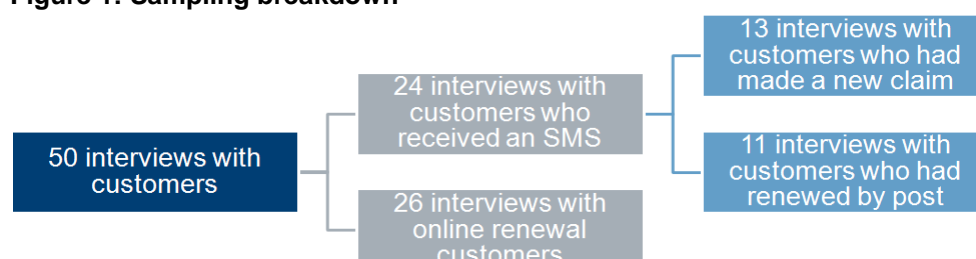 Figure 1: Sampling breakdown
50 interviews with
customers
24 interviews with
customers who
received an SMS
26 interviews with
online renewal
customers
13 interviews with
customers who had
made a new claim
11 interviews with
customers who had
renewed by post